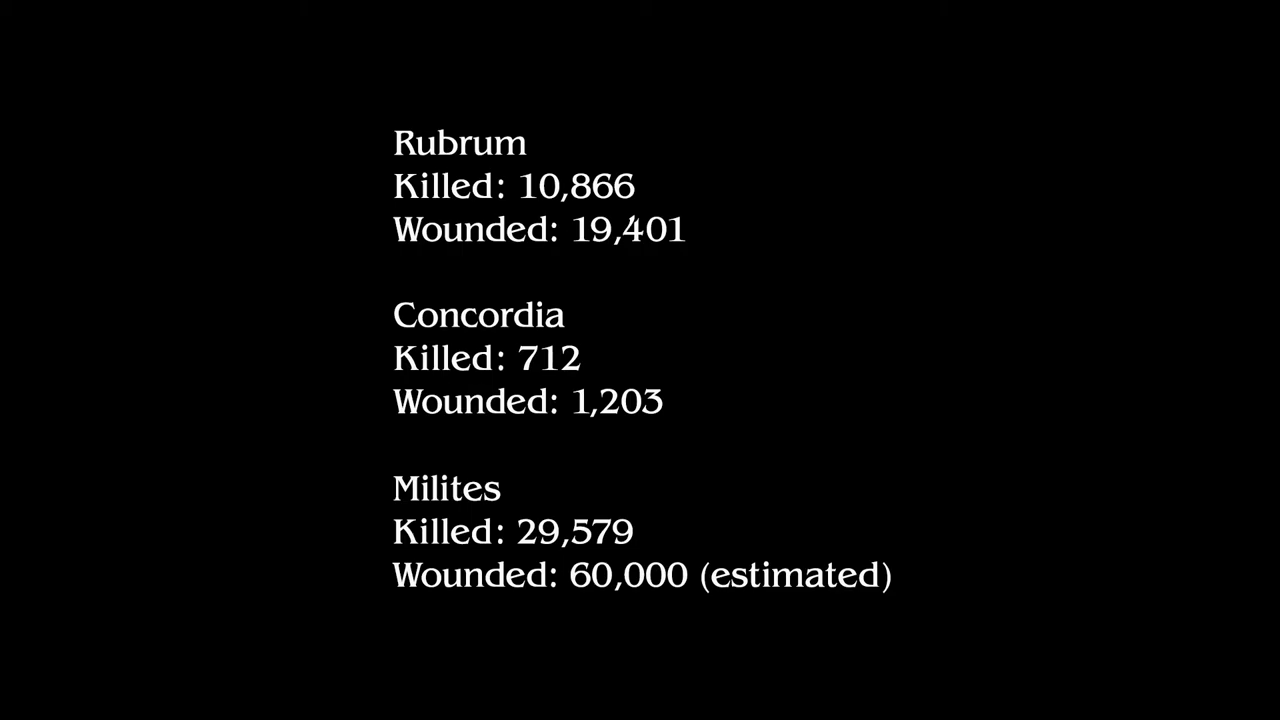 Rubrum
Killed: 10,866
Wounded: 19,401
Concordia
Killed: 712
Wounded: 1,203
Milites
Killed: 29,579
Wounded: 60,000 (estimated)